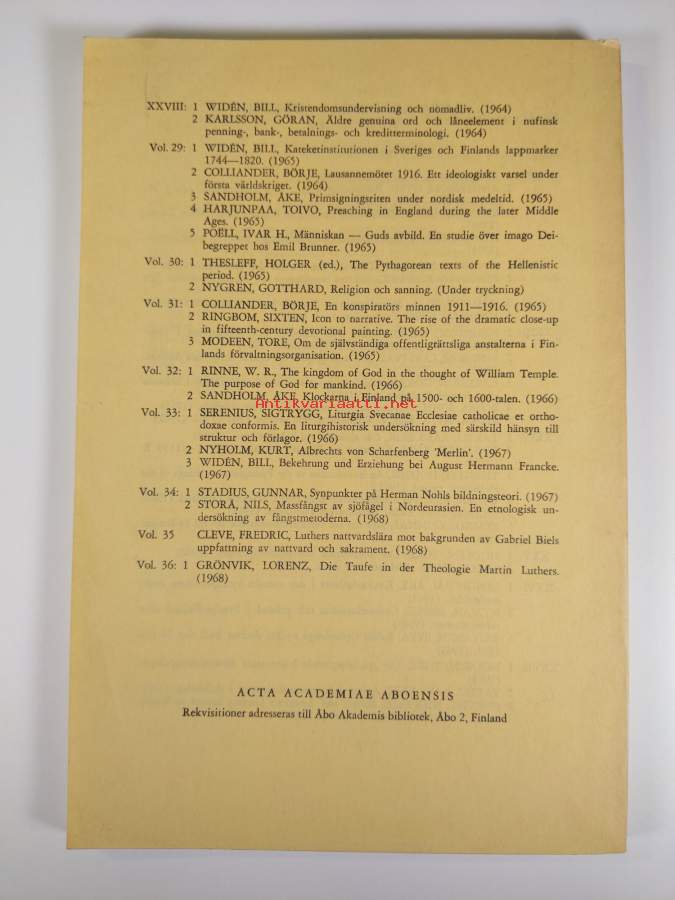 XXVIII: 1 WIDÉN, BILL, Kristendomsundervisning och nomadliv. (1964)
2 KARLSSON, GÖRAN, Äldre genuina ord och låneelement i nufinsk
penning-, bank-, betalnings- och kreditterminologi. (1964)
Vol. 29: 1 WIDÉN, BILL, Kateketinstitutionen i Sveriges och Finlands lappmarker
1744—1820. (1965)
2 COLLIANDER, BÖRJE, Lausannemötet 1916. Ett ideologiskt varsel under
första världskriget. (1964)
3 SANDHOLM, ÅKE, Primsigningsriten under nordisk medeltid. (1965)
4 HARJUNPAA, TOIVO, Preaching in England during the later Middle
Ages. (1965)
5 PÖELL, IVAR H., Människan — Guds avbild. En studie över imago Dei-
begreppet hos Emil Brunner. (1965)
Vol. 30: 1 THESLEFF, HOLGER (ed.), The Pythagorean texts of the Hellenistic
period. (1965)
2 NYGREN, GOTTHARD, Religion och sanning. (Under tryckning)
Vol. 31: 1 COLLIANDER, BÖRJE, En konspiratörs minnen 1911—1916. (1965)
2 RINGBOM, SIXTEN, Icon to narrative. The rise of the dramatic close-up
in fifteenth-century devotional painting. (1965)
3 MODEEN, TORE, Om de självständiga offentligrättsliga anstalterna i Fin-
lands förvaltningsorganisation. (1965)
Vol. 32: 1 RINNE, W. R., The kingdom of God in the thought of William Temple.
The purpose of God for mankind. (1966)
2 SANDHOLM, ÅKE, Klockarna i Finland på 1500- och 1600-talen. (1966)
Antikvariaatti.net
Vol. 33: 1 SERENIUS, SIGTRYGG, Liturgia Svecanae Ecclesiae catholicae et ortho-
doxae conformis. En liturgihistorisk undersökning med särskild hänsyn till
struktur och förlagor. (1966)
2 NYHOLM, KURT, Albrechts von Scharfenberg 'Merlin'. (1967)
3 WIDÉN, BILL, Bekehrung und Erziehung bei August Hermann Francke.
(1967)
Vol. 34: 1 STADIUS, GUNNAR, Synpunkter på Herman Nohls bildningsteori. (1967)
2 STORÅ, NILS, Massfångst av sjöfågel i Nordeurasien. En etnologisk un-
dersökning av fångstmetoderna. (1968)
Vol. 35 CLEVE, FREDRIC, Luthers nattvardslära mot bakgrunden av Gabriel Biels
uppfattning av nattvard och sakrament. (1968)
Vol. 36: 1 GRÖNVIK, LORENZ, Die Taufe in der Theologie Martin Luthers.
(1968)
ACTA ACADEMIAE ABOENSIS
Rekvisitioner adresseras till Åbo Akademis bibliotek, Åbo 2, Finland